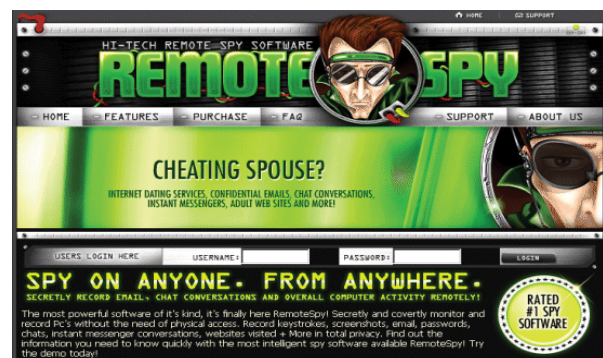 HOME
SUPPORT
HI-TECH REMOTE SPY SOFTWARE
REMOTE SPY
HOME
FEATURES
PURCHASE
FAQ
SUPPORT
ABOUT US
CHEATING SPOUSE?
INTERNET DATING SERVICES, CONFIDENTIAL EMAILS, CHAT CONVERSATIONS,
INSTANT MESSENGERS, ADULT WEB SITES AND MORE!
USERS LOGIN HERE
USERNAME:
PASSWORD:
LOGIN
SPY ON ANYONE. FROM ANYWHERE.
SECRETLY RECORD EMAIL, CHAT CONVERSATIONS AND OVERALL COMPUTER ACTIVITY REMOTELY!
The most powerful software of it's kind, it's finally here RemoteSpy! Secretly and covertly monitor and
record Pc's without the need of physical access. Record keystrokes, screenshots, email, passwords,
chats, instant messenger conversations, websites visited + More in total privacy. Find out the
information you need to know quickly with the most intelligent spy software available RemoteSpy! Try
the demo today!
RATED
#1 SPY
SOFTWARE